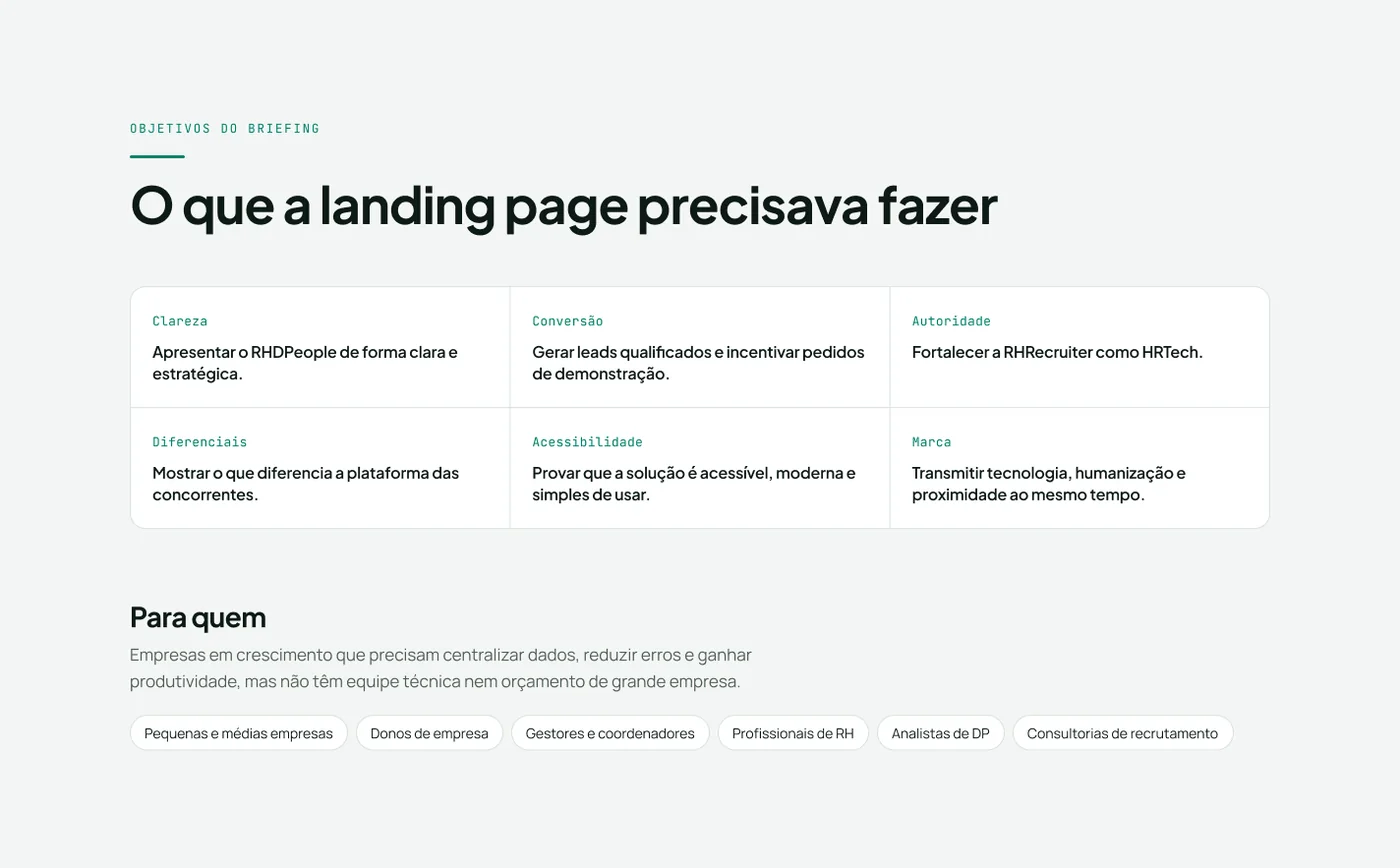 OBJETIVOS DO BRIEFING
O que a landing page precisava fazer
Clareza
Apresentar o RHDPeople de forma clara e
estratégica.
Conversão
Gerar leads qualificados e incentivar pedidos
de demonstração.
Autoridade
Fortalecer a RHRecruiter como HRTech.
Diferenciais
Mostrar o que diferencia a plataforma das
concorrentes.
Acessibilidade
Provar que a solução é acessível, moderna e
simples de usar.
Marca
Transmitir tecnologia, humanização e
proximidade ao mesmo tempo.
Para quem
Empresas em crescimento que precisam centralizar dados, reduzir erros e ganhar
produtividade, mas não têm equipe técnica nem orçamento de grande empresa.
Pequenas e médias empresas
Donos de empresa
Gestores e coordenadores
Profissionais de RH
Analistas de DP
Consultorias de recrutamento